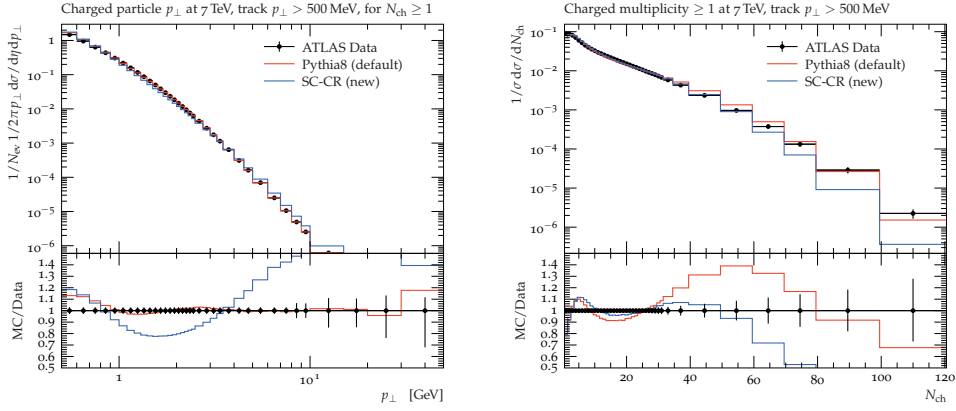 Charged particle p⊥ at 7 TeV, track p⊥ > 500 MeV, for Nch ≥ 1
1/Nev 1/2πp⊥ dσ/dηdp⊥
1
10⁻¹
10⁻²
10⁻³
10⁻⁴
10⁻⁵
10⁻⁶
ATLAS Data
Pythia8 (default)
SC-CR (new)
MC/Data
1.4
1.3
1.2
1.1
1
0.9
0.8
0.7
0.6
0.5
1
10¹
p⊥ [GeV]
Charged multiplicity ≥ 1 at 7 TeV, track p⊥ > 500 MeV
1/σ dσ/dNch
10⁻¹
10⁻²
10⁻³
10⁻⁴
10⁻⁵
10⁻⁶
ATLAS Data
Pythia8 (default)
SC-CR (new)
MC/Data
1.4
1.3
1.2
1.1
1
0.9
0.8
0.7
0.6
0.5
20
40
60
80
100
120
Nch